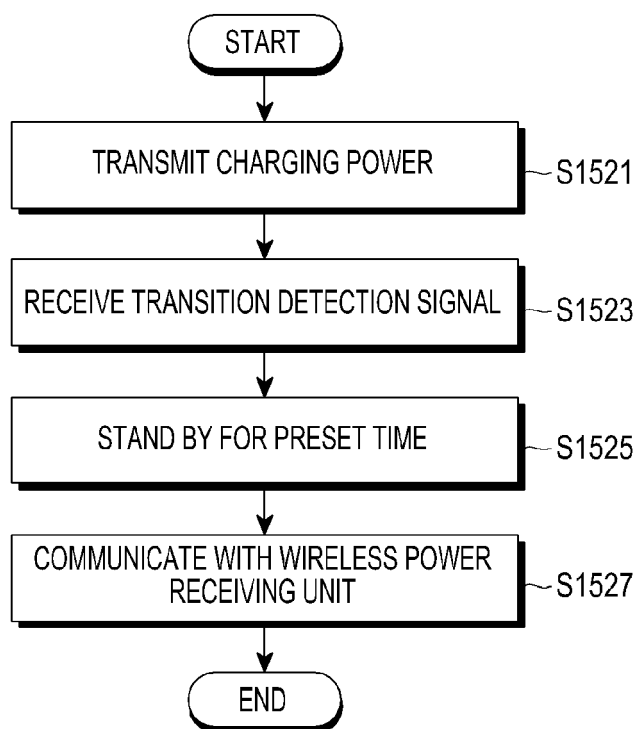 START
TRANSMIT CHARGING POWER
S1521
RECEIVE TRANSITION DETECTION SIGNAL
S1523
STAND BY FOR PRESET TIME
S1525
COMMUNICATE WITH WIRELESS POWER
RECEIVING UNIT
S1527
END